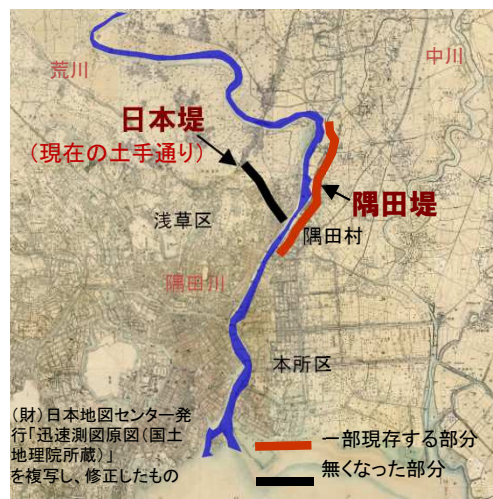 荒川
中川
日本堤
(現在の土手通り)
隅田堤
浅草区
隅田村
隅田川
本所区
(財)日本地図センター発
行「迅速測図原図(国土
地理院所蔵)」
を複写し、修正したもの
一部現存する部分
無くなった部分